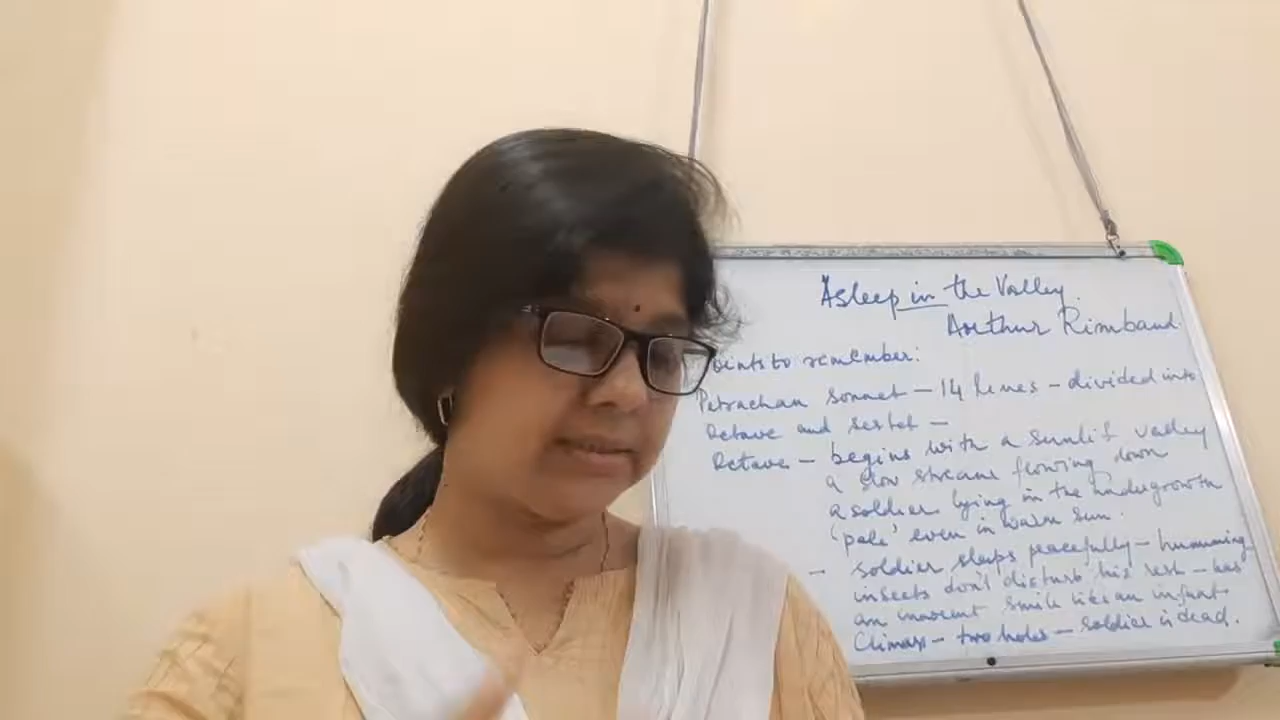 Asleep in the Valley
Arthur Rimbaud
oints to remember:
Petrachan sonnet – 14 lines – divided into
Octave and sestet –
Octave – begins with a sunlit valley
a slow stream flowing down
a soldier lying in the undergrowth
'pale' even in warm sun.
– soldier sleeps peacefully – humming
insects don't disturb his rest – has
an innocent smile like an infant
Climax – two holes – soldier is dead.